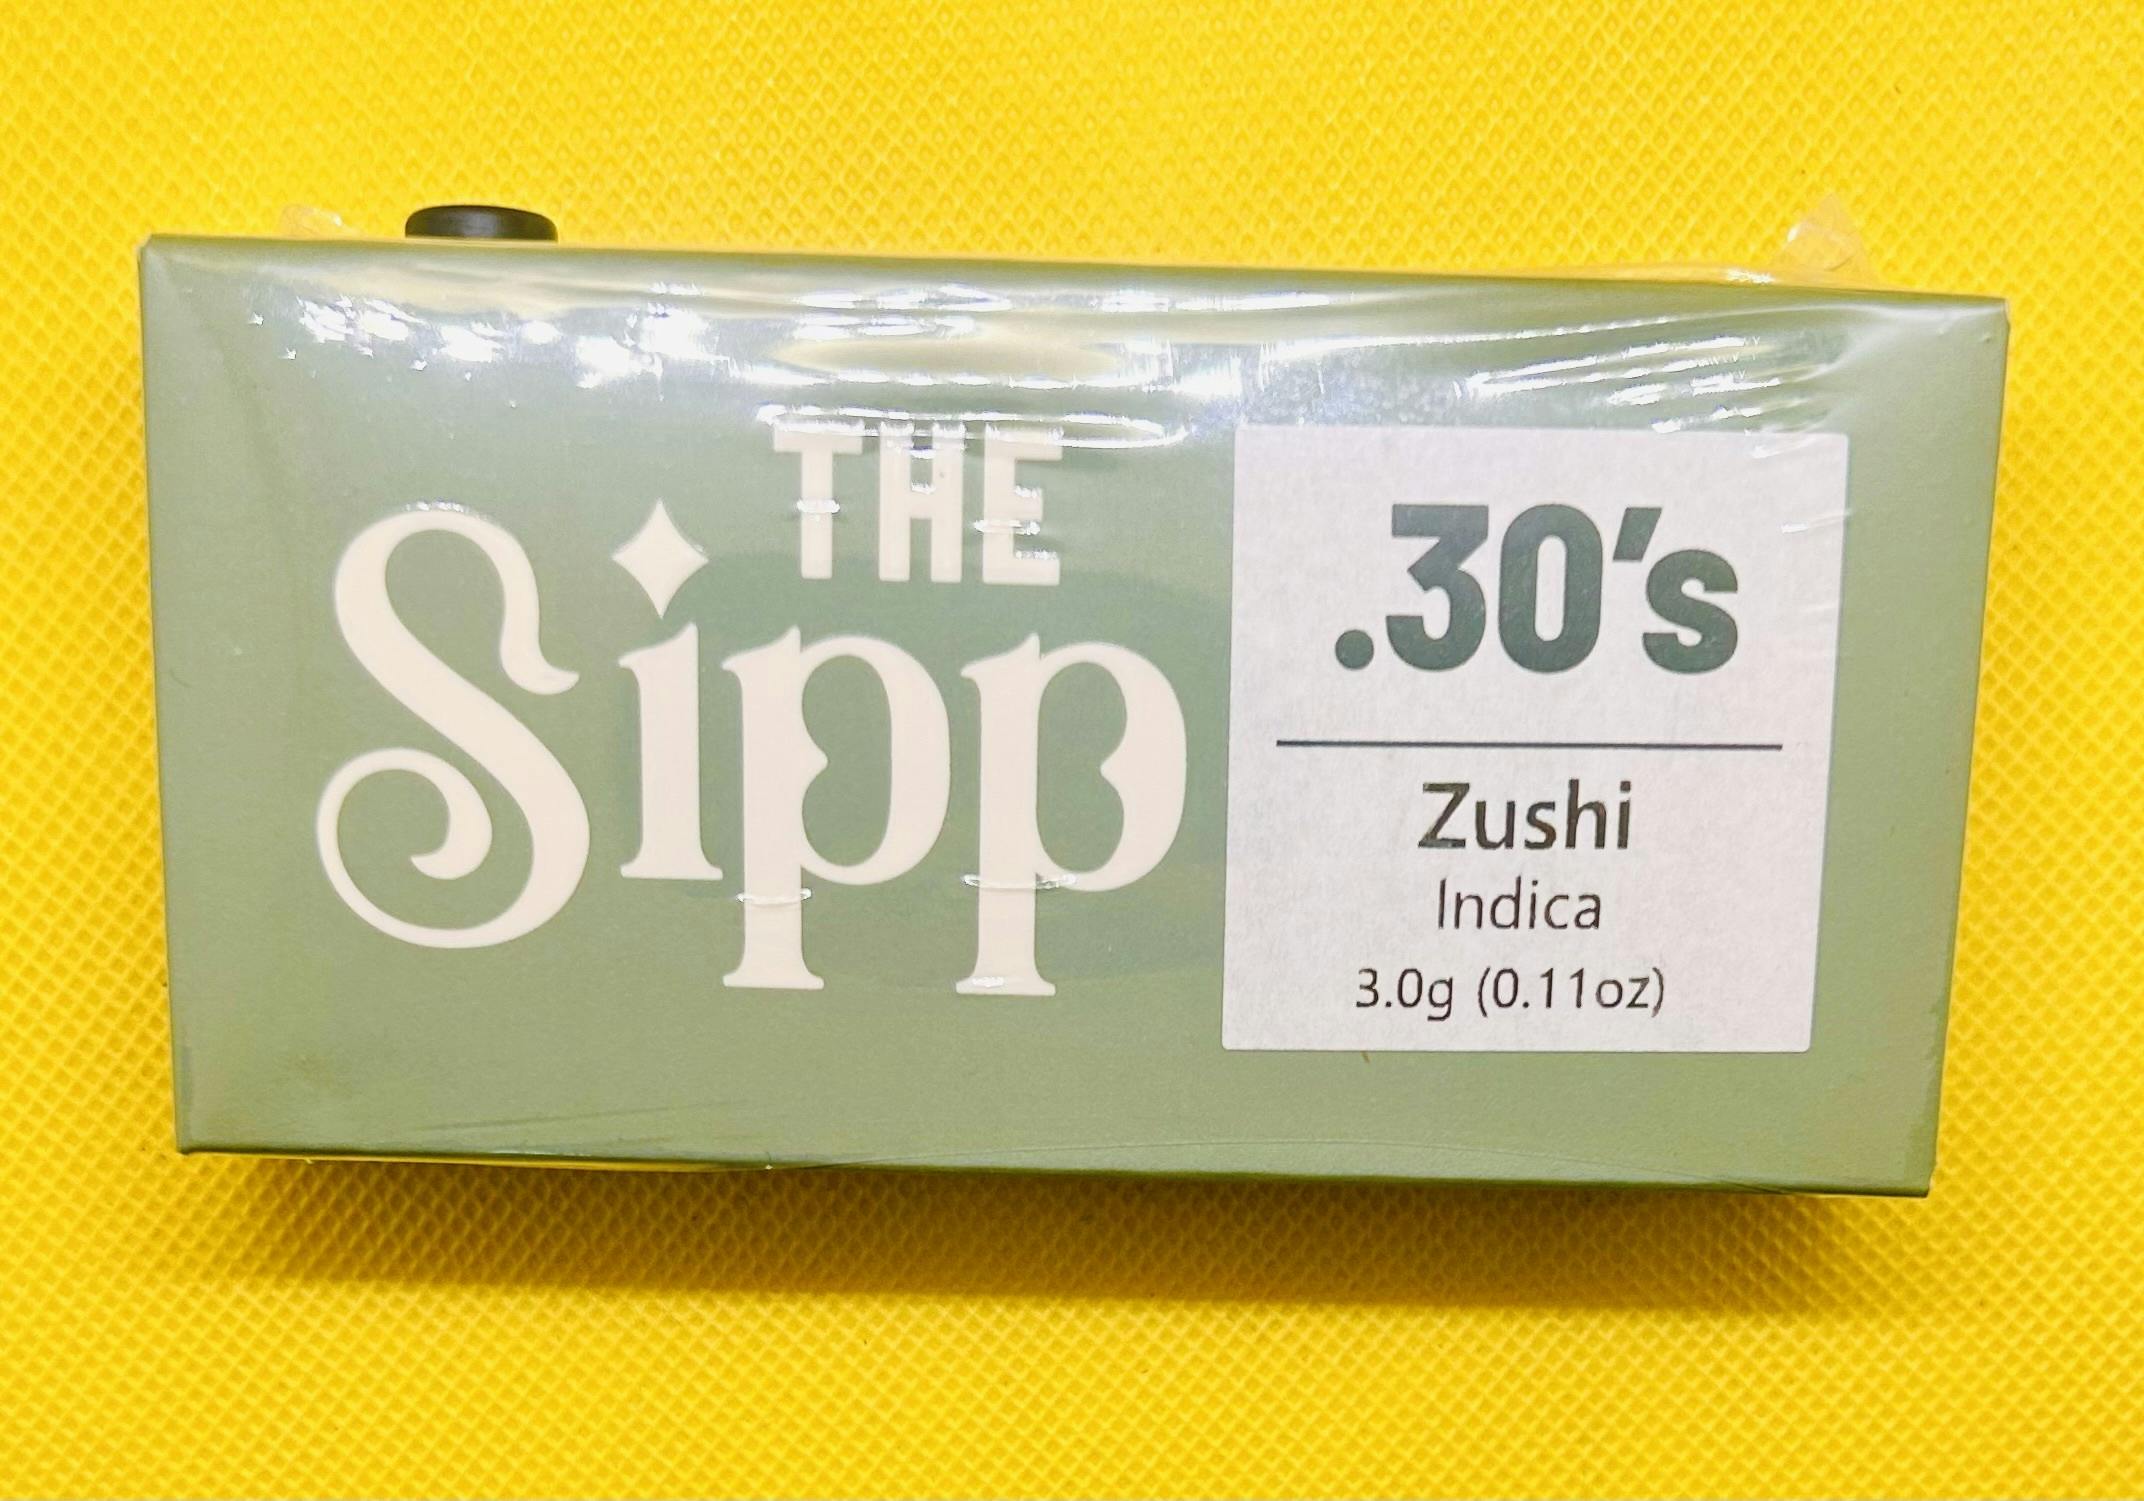 THE
Sipp
.30's
Zushi
Indica
3.0g (0.11oz)